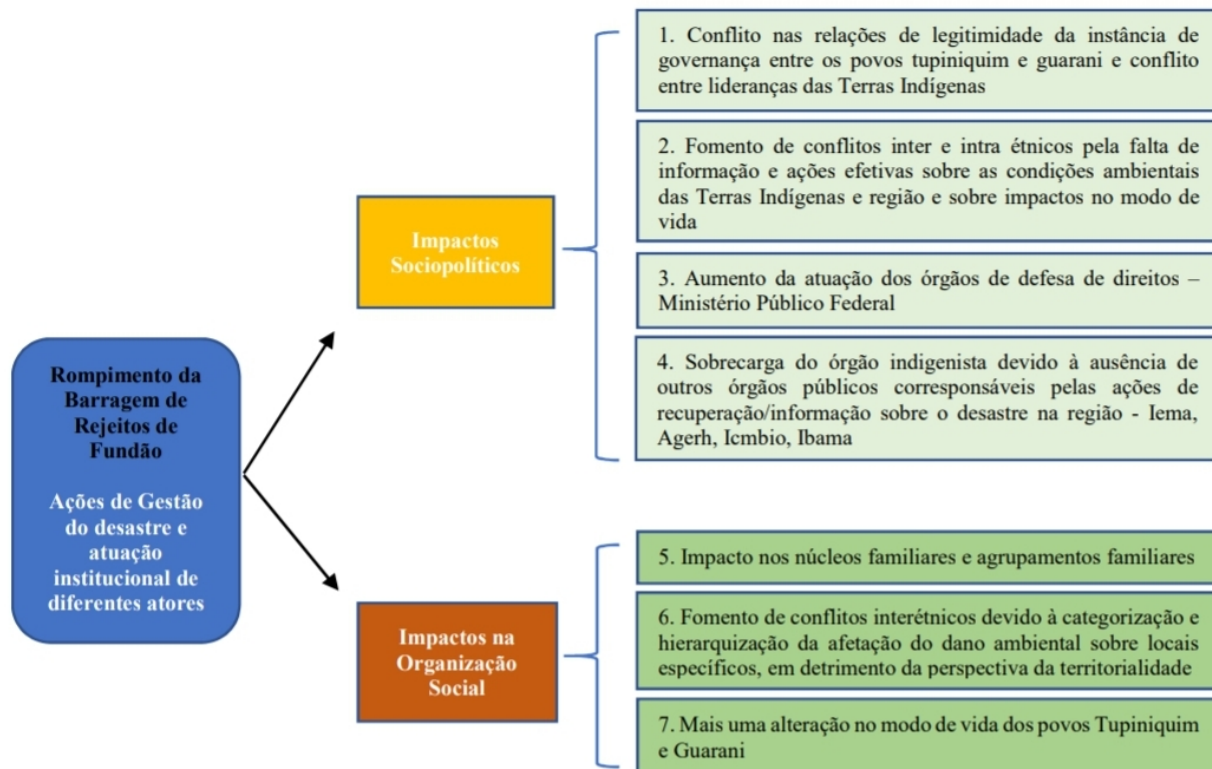 Rompimento da
Barragem de
Rejeitos de
Fundão
Ações de Gestão
do desastre e
atuação
institucional de
diferentes atores
Impactos
Sociopolíticos
1. Conflito nas relações de legitimidade da instância de
governança entre os povos tupiniquim e guarani e conflito
entre lideranças das Terras Indígenas
2. Fomento de conflitos inter e intra étnicos pela falta de
informação e ações efetivas sobre as condições ambientais
das Terras Indígenas e região e sobre impactos no modo de
vida
3. Aumento da atuação dos órgãos de defesa de direitos –
Ministério Público Federal
4. Sobrecarga do órgão indigenista devido à ausência de
outros órgãos públicos corresponsáveis pelas ações de
recuperação/informação sobre o desastre na região - Iema,
Agerh, Icmbio, Ibama
Impactos na
Organização
Social
5. Impacto nos núcleos familiares e agrupamentos familiares
6. Fomento de conflitos interétnicos devido à categorização e
hierarquização da afetação do dano ambiental sobre locais
específicos, em detrimento da perspectiva da territorialidade
7. Mais uma alteração no modo de vida dos povos Tupiniquim
e Guarani